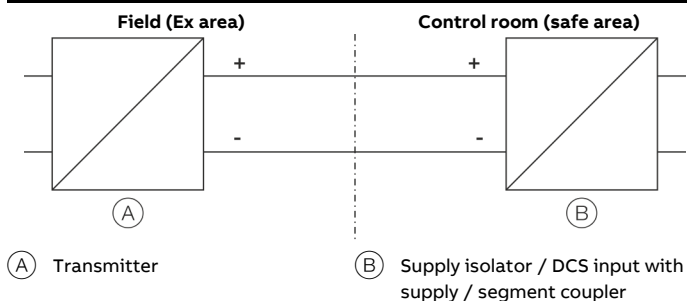 Field (Ex area)
Control room (safe area)
+
+
-
-
A
B
A Transmitter
B Supply isolator / DCS input with
supply / segment coupler